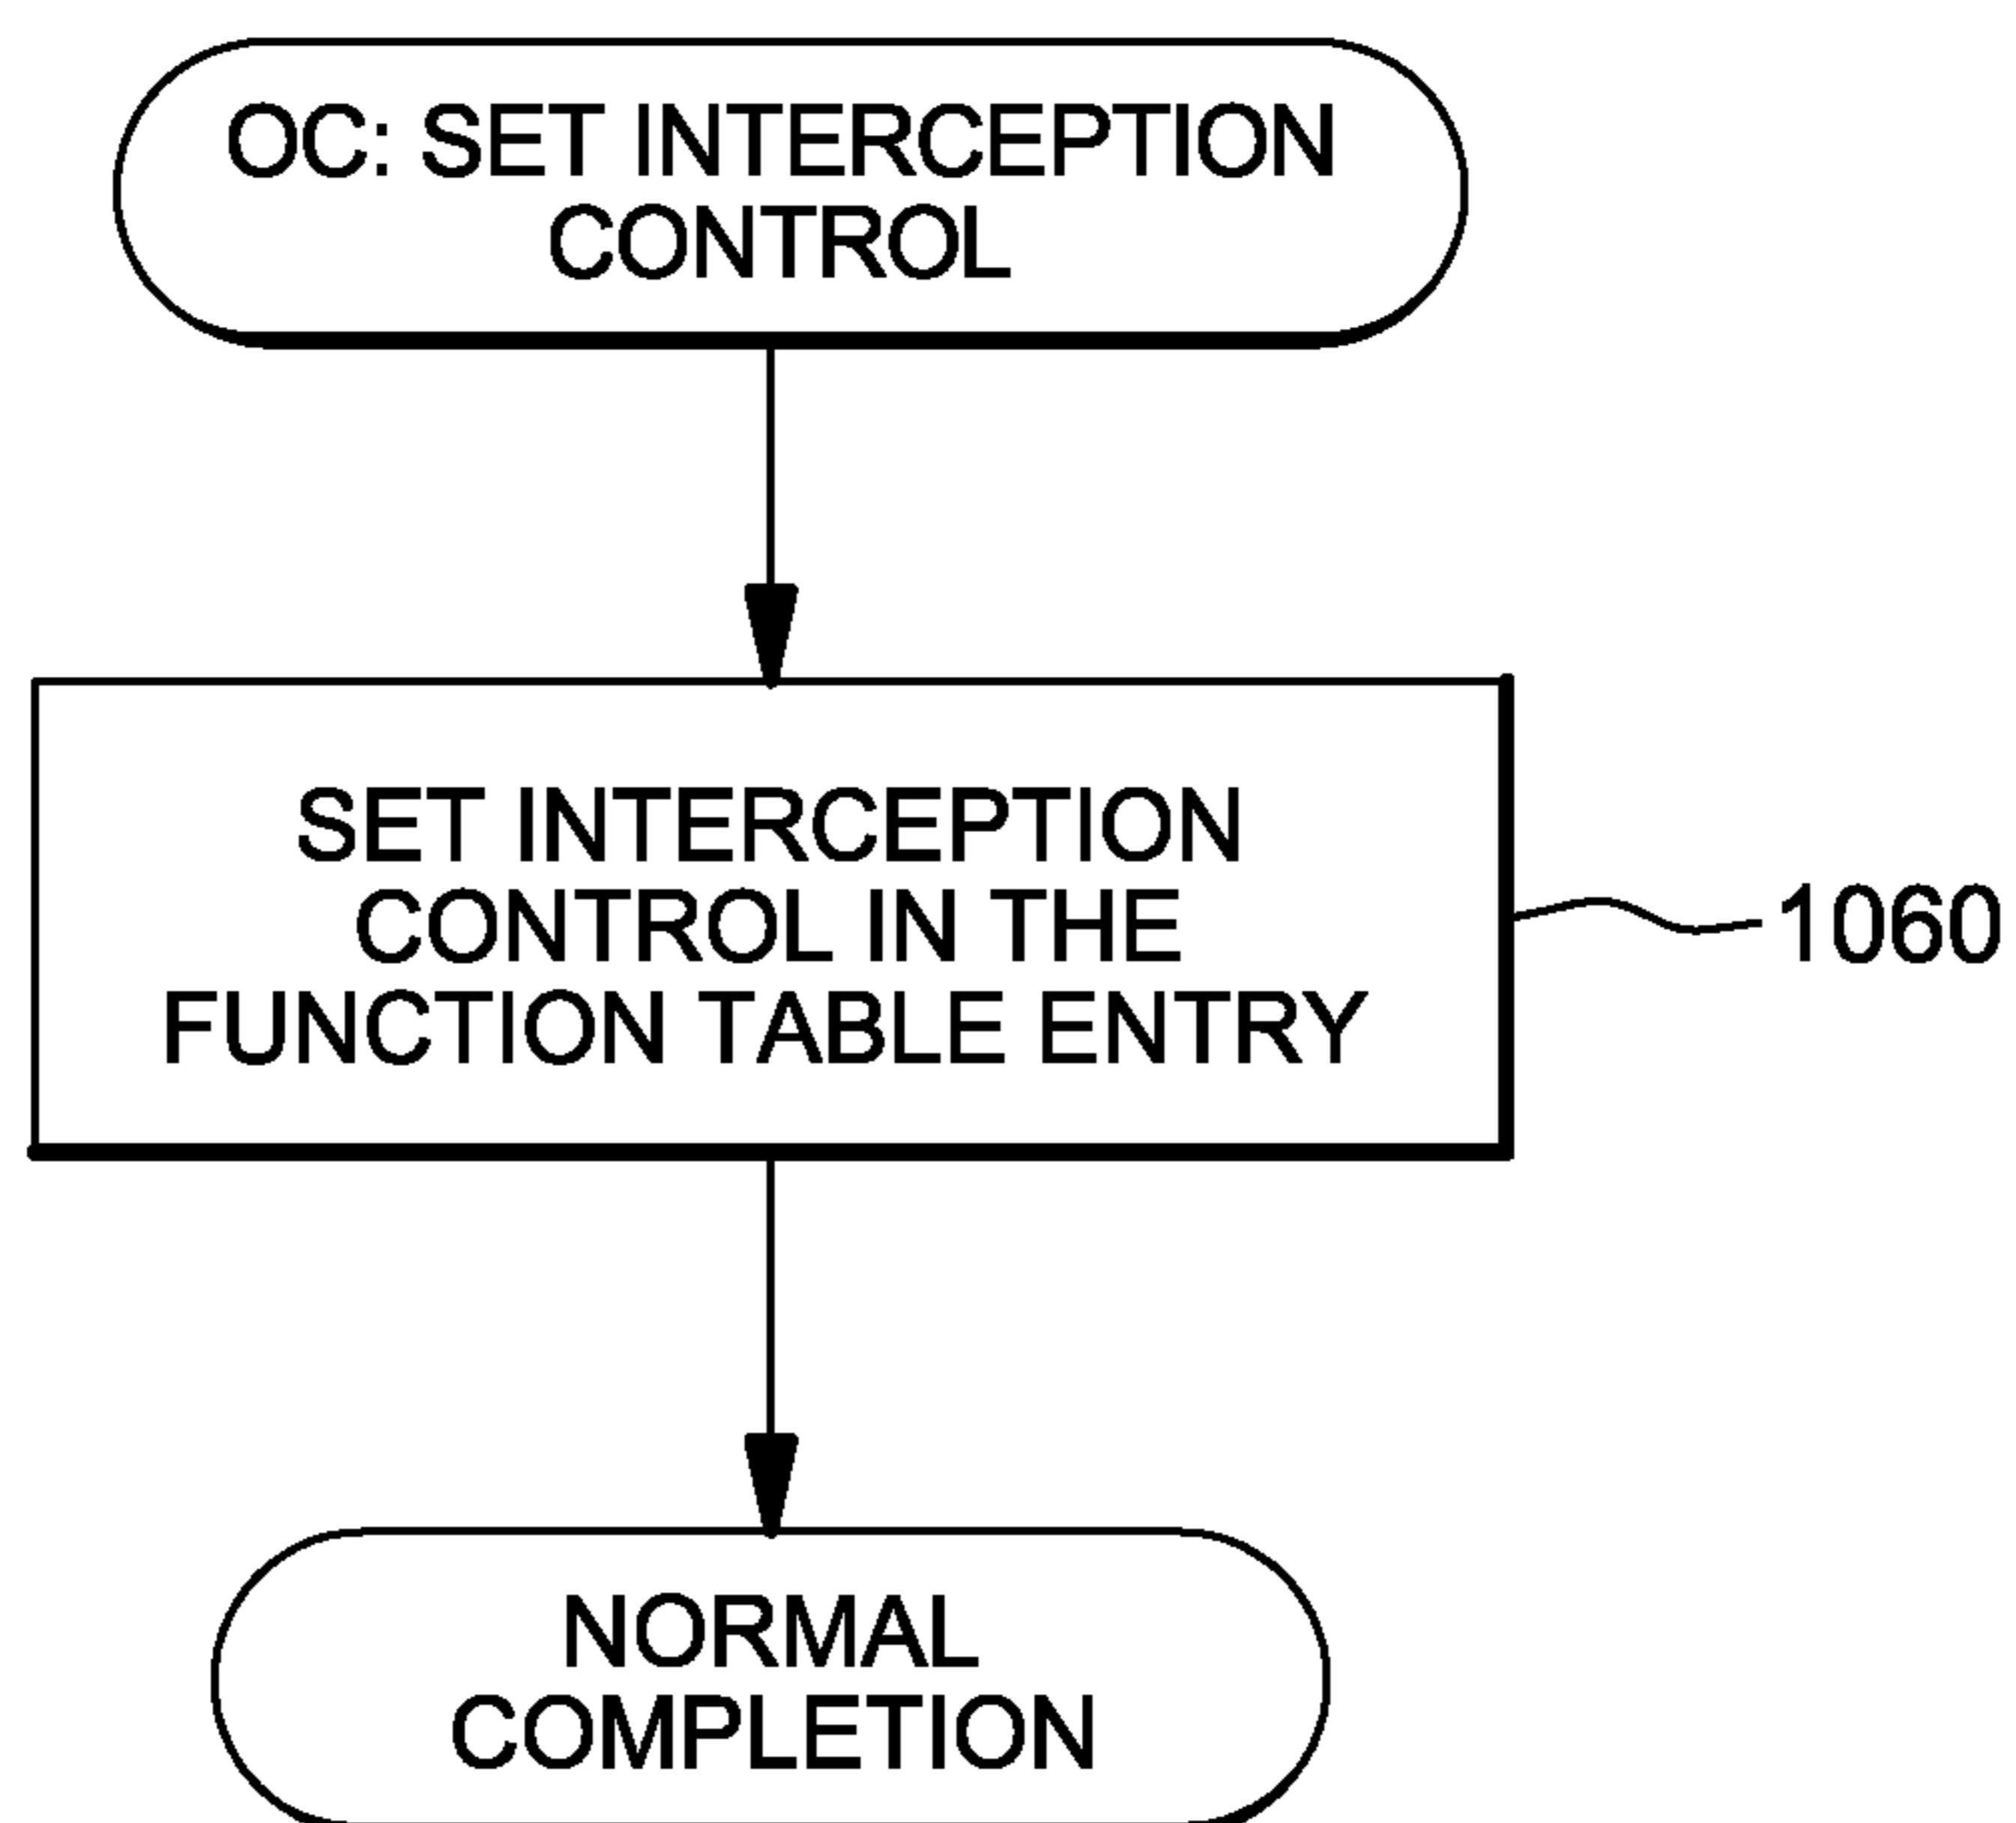 OC: SET INTERCEPTION
CONTROL
SET INTERCEPTION
CONTROL IN THE
FUNCTION TABLE ENTRY
1060
NORMAL
COMPLETION